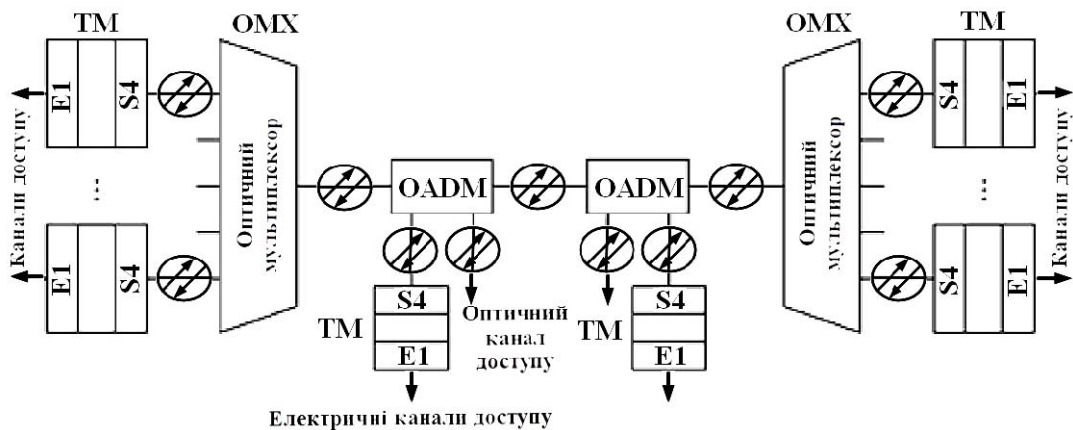 TM
OMX
OMX
TM
E1
S4
S4
E1
Канали доступу
...
Оптичний
мультиплексор
OADM
OADM
Оптичний
мультиплексор
...
Канали доступу
E1
S4
S4
E1
TM
S4
E1
Оптичний
канал
доступу
TM
S4
E1
Електричні канали доступу